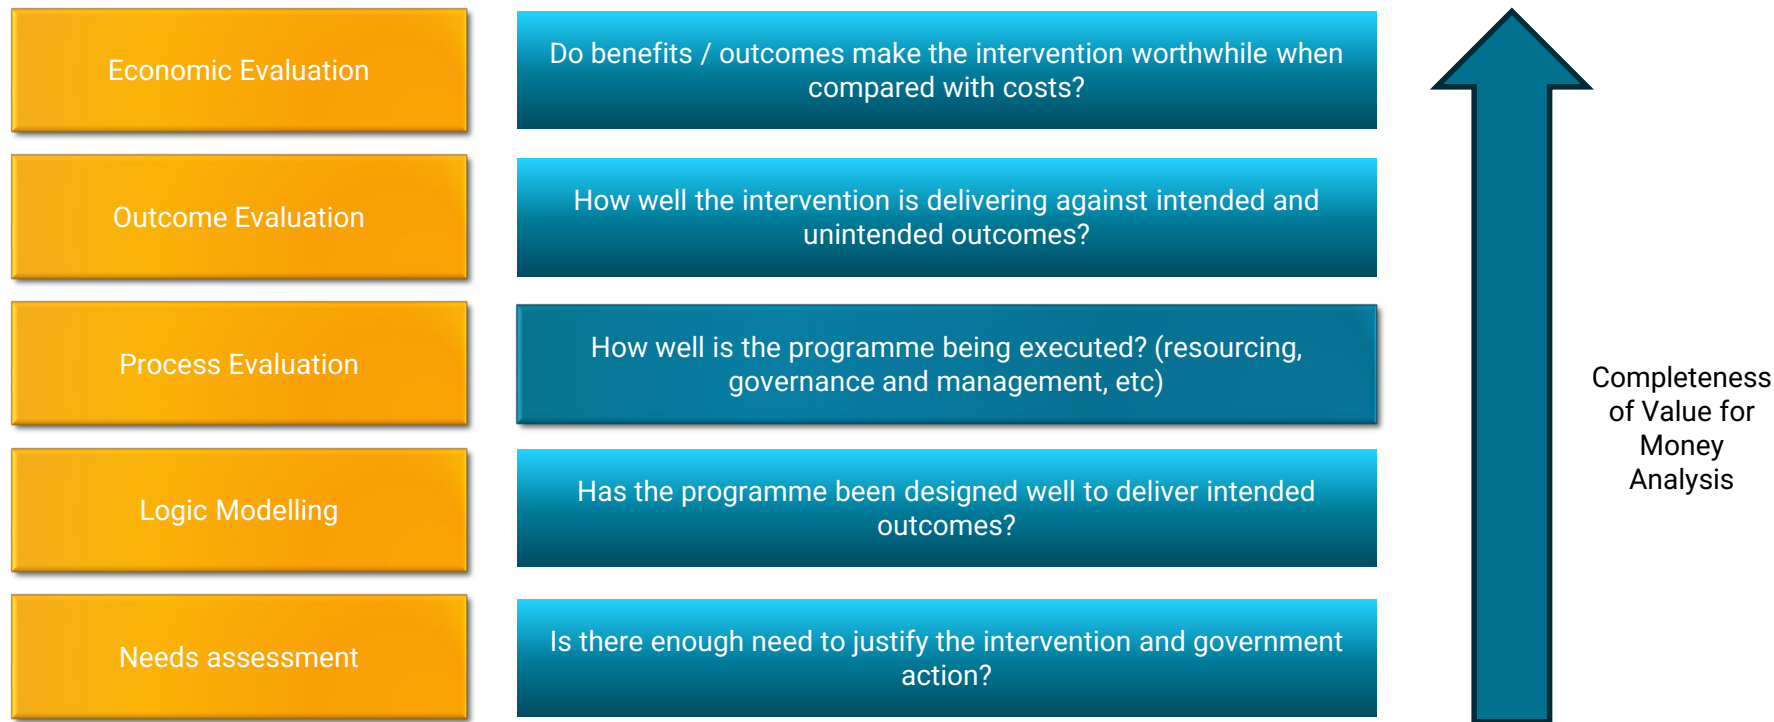 Economic Evaluation
Do benefits / outcomes make the intervention worthwhile when
compared with costs?
Outcome Evaluation
How well the intervention is delivering against intended and
unintended outcomes?
Process Evaluation
How well is the programme being executed? (resourcing,
governance and management, etc)
Logic Modelling
Has the programme been designed well to deliver intended
outcomes?
Needs assessment
Is there enough need to justify the intervention and government
action?
Completeness
of Value for
Money
Analysis